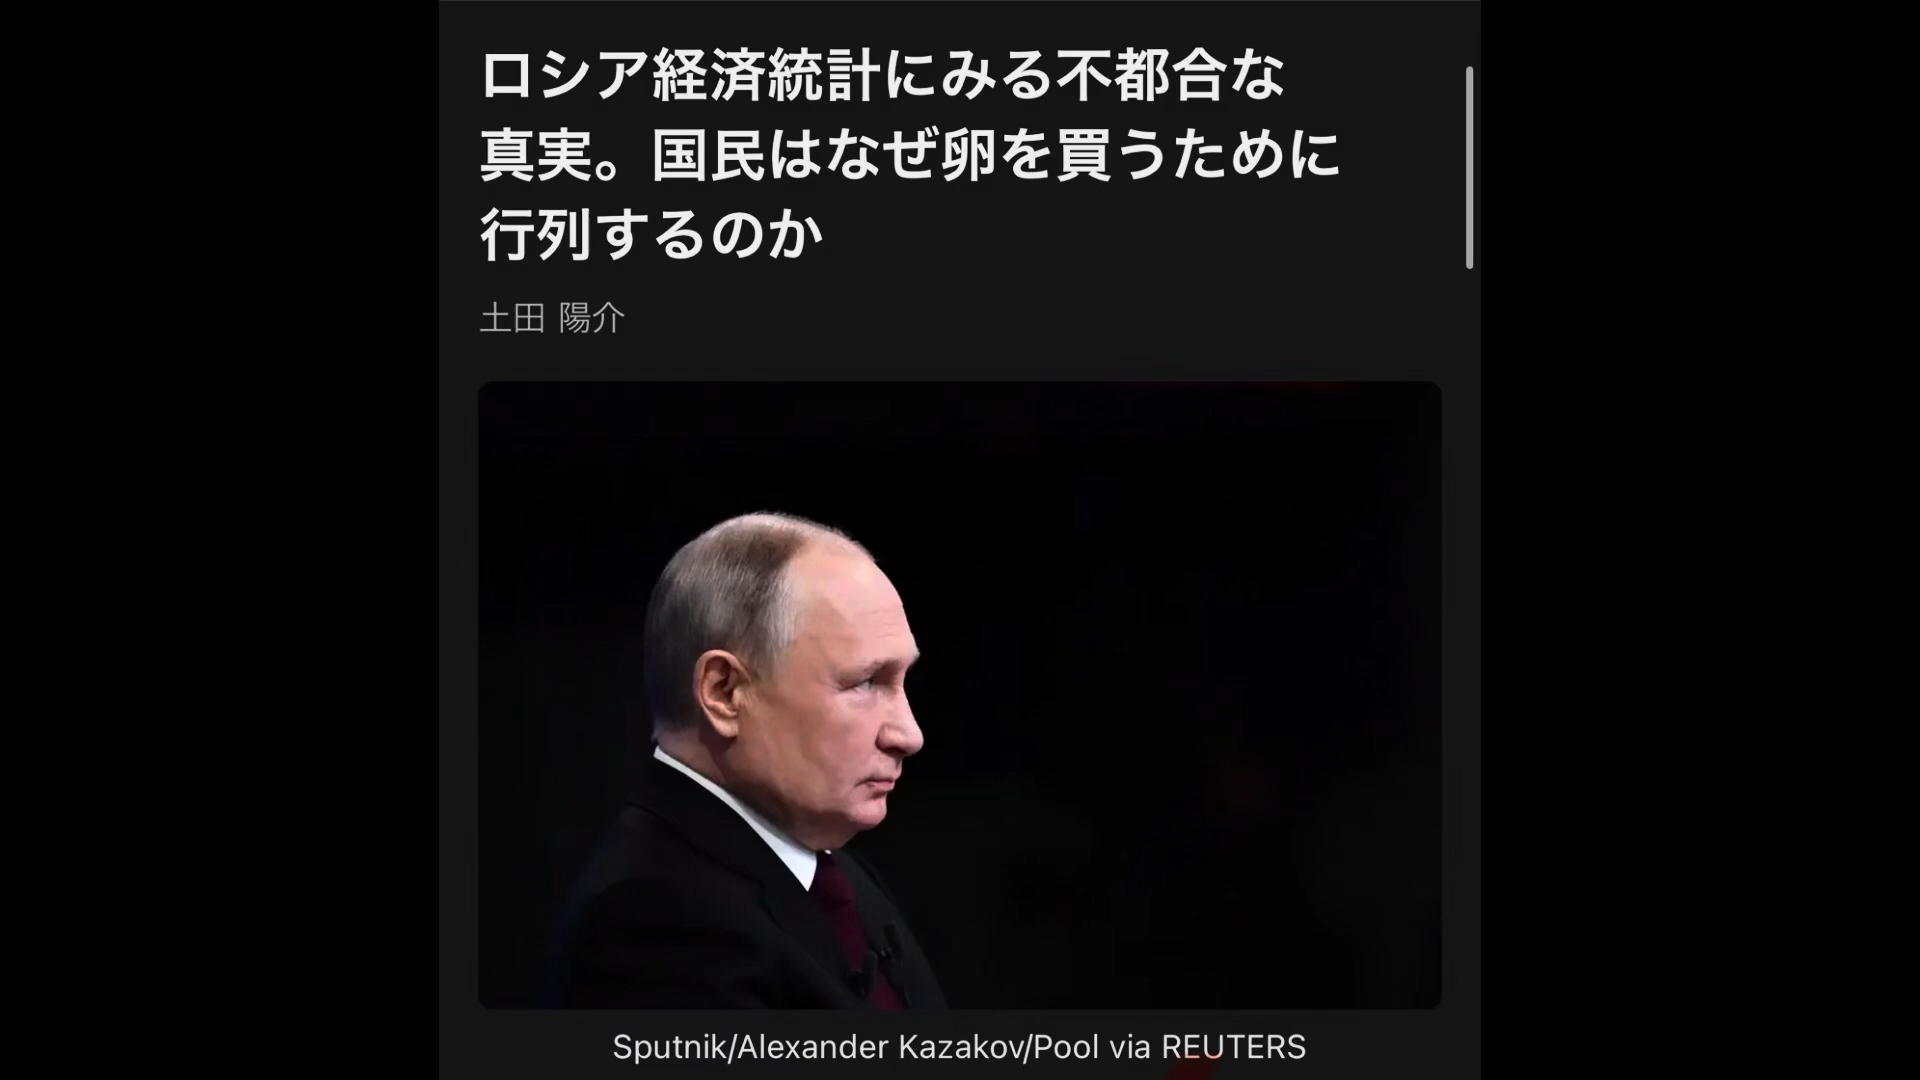 ロシア経済統計にみる不都合な
真実。国民はなぜ卵を買うために
行列するのか
土田 陽介
Sputnik/Alexander Kazakov/Pool via REUTERS